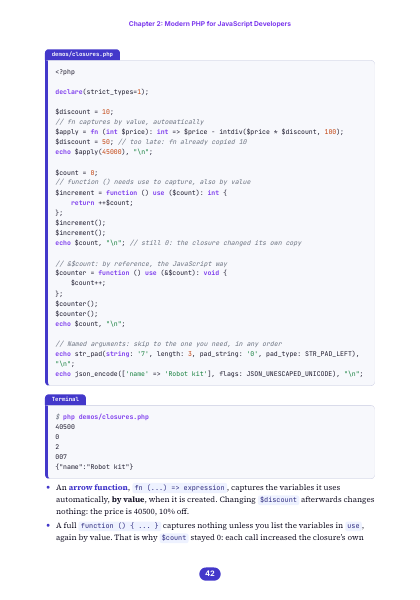 Chapter 2: Modern PHP for JavaScript Developers
demos/closures.php
<?php
declare(strict_types=1);
$discount = 10;
// fn captures by value, automatically
$apply = fn (int $price): int => $price - intdiv($price * $discount, 100);
$discount = 50; // too late: fn already copied 10
echo $apply(45000), "\n";
$count = 0;
// function () needs use to capture, also by value
$increment = function () use ($count): int {
    return ++$count;
};
$increment();
$increment();
echo $count, "\n"; // still 0: the closure changed its own copy
// &$count: by reference, the JavaScript way
$counter = function () use (&$count): void {
    $count++;
};
$counter();
$counter();
echo $count, "\n";
// Named arguments: skip to the one you need, in any order
echo str_pad(string: '7', length: 3, pad_string: '0', pad_type: STR_PAD_LEFT),
"\n";
echo json_encode(['name' => 'Robot kit'], flags: JSON_UNESCAPED_UNICODE), "\n";
Terminal
$ php demos/closures.php
40500
0
2
007
{"name":"Robot kit"}
• An arrow function, fn (...) => expression, captures the variables it uses
automatically, by value, when it is created. Changing $discount afterwards changes
nothing: the price is 40500, 10% off.
• A full function () { ... } captures nothing unless you list the variables in use,
again by value. That is why $count stayed 0: each call increased the closure's own
42